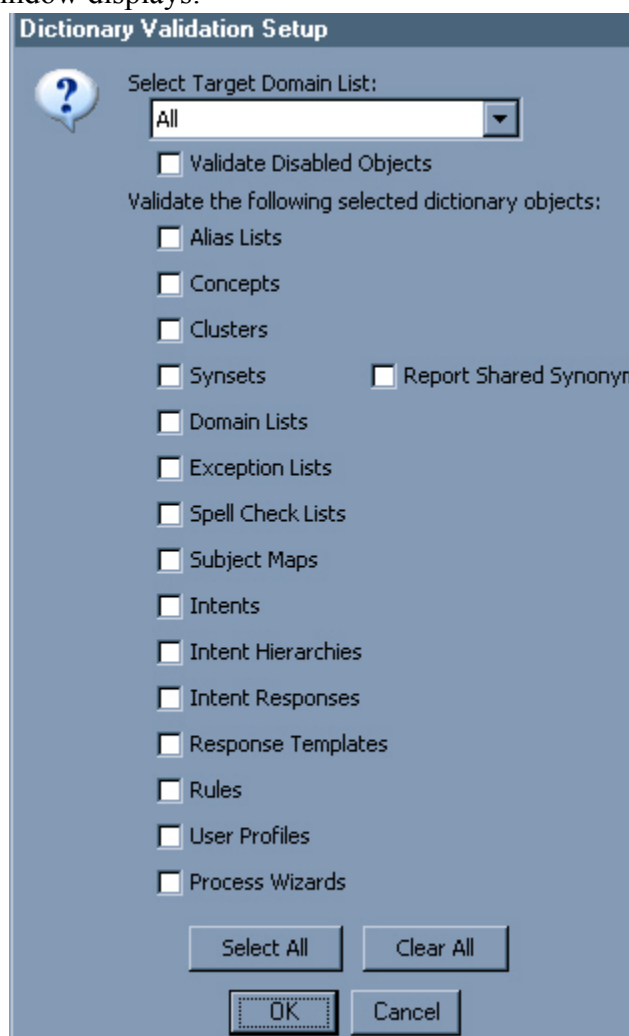 Dictionary Validation Setup
Select Target Domain List:
All
Validate Disabled Objects
Validate the following selected dictionary objects:
Alias Lists
Concepts
Clusters
Synsets Report Shared
Domain Lists
Exception Lists
Spell Check Lists
Subject Maps
Intents
Intent Hierarchies
Intent Responses
Response Templates
Rules
User Profiles
Process Wizards
Select All Clear All
OK Cancel